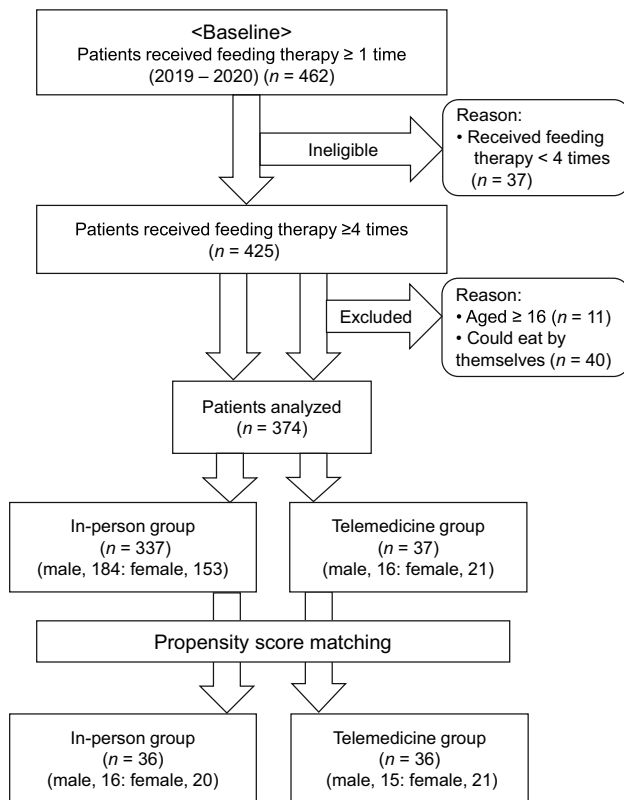 <Baseline>
Patients received feeding therapy ≥ 1 time
(2019 – 2020) (n = 462)
Ineligible
Reason:
• Received feeding
therapy < 4 times
(n = 37)
Patients received feeding therapy ≥4 times
(n = 425)
Excluded
Reason:
• Aged ≥ 16 (n = 11)
• Could eat by
themselves (n = 40)
Patients analyzed
(n = 374)
In-person group
(n = 337)
(male, 184: female, 153)
Telemedicine group
(n = 37)
(male, 16: female, 21)
Propensity score matching
In-person group
(n = 36)
(male, 16: female, 20)
Telemedicine group
(n = 36)
(male, 15: female, 21)